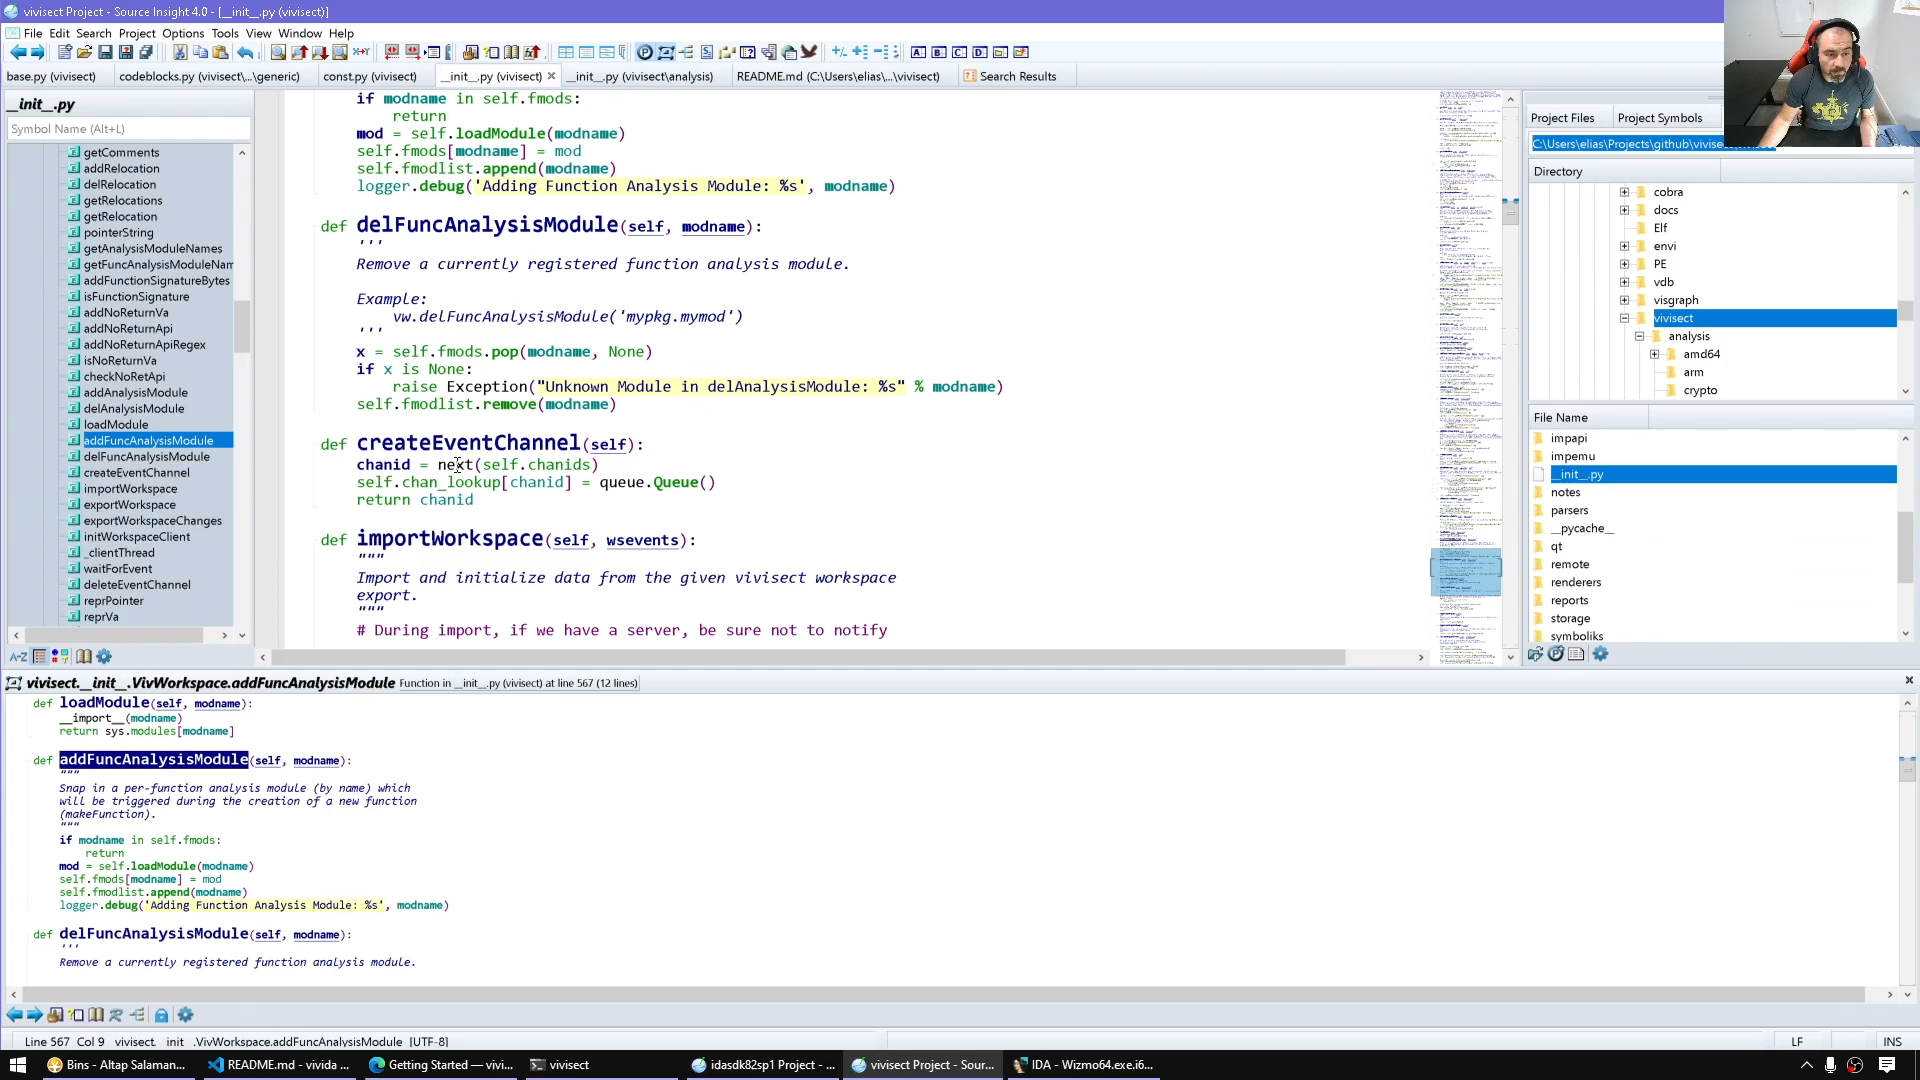 vivisect Project - Source Insight 4.0 - [__init__.py (vivisect)]
File Edit Search Project Options Tools View Window Help
base.py (vivisect) codeblocks.py (vivisect\...\generic) const.py (vivisect) __init__.py (vivisect) __init__.py (vivisect\analysis) README.md (C:\Users\elias\...\vivisect) Search Results
__init__.py
Symbol Name (Alt+L)
getComments
addRelocation
delRelocation
getRelocations
getRelocation
pointerString
getAnalysisModuleNames
getFuncAnalysisModuleNam
addFunctionSignatureBytes
isFunctionSignature
addNoReturnVa
addNoReturnApi
addNoReturnApiRegex
isNoReturnVa
checkNoRetApi
addAnalysisModule
delAnalysisModule
loadModule
addFuncAnalysisModule
delFuncAnalysisModule
createEventChannel
importWorkspace
exportWorkspace
exportWorkspaceChanges
initWorkspaceClient
_clientThread
waitForEvent
deleteEventChannel
reprPointer
reprVa
if modname in self.fmods:
return
mod = self.loadModule(modname)
self.fmods[modname] = mod
self.fmodlist.append(modname)
logger.debug('Adding Function Analysis Module: %s', modname)
def delFuncAnalysisModule(self, modname):
'''
Remove a currently registered function analysis module.
Example:
vw.delFuncAnalysisModule('mypkg.mymod')
'''
x = self.fmods.pop(modname, None)
if x is None:
raise Exception("Unknown Module in delAnalysisModule: %s" % modname)
self.fmodlist.remove(modname)
def createEventChannel(self):
chanid = next(self.chanids)
self.chan_lookup[chanid] = queue.Queue()
return chanid
def importWorkspace(self, wsevents):
"""
Import and initialize data from the given vivisect workspace
export.
"""
# During import, if we have a server, be sure not to notify
Project Files Project Symbols
C:\Users\elias\Projects\github\vivise
Directory
cobra
docs
Elf
envi
PE
vdb
visgraph
vivisect
analysis
amd64
arm
crypto
File Name
impapi
impemu
__init__.py
notes
parsers
__pycache__
qt
remote
renderers
reports
storage
symboliks
A-Z
vivisect.__init__.VivWorkspace.addFuncAnalysisModule Function in __init__.py (vivisect) at line 567 (12 lines)
def loadModule(self, modname):
__import__(modname)
return sys.modules[modname]
def addFuncAnalysisModule(self, modname):
"""
Snap in a per-function analysis module (by name) which
will be triggered during the creation of a new function
(makeFunction).
"""
if modname in self.fmods:
return
mod = self.loadModule(modname)
self.fmods[modname] = mod
self.fmodlist.append(modname)
logger.debug('Adding Function Analysis Module: %s', modname)
def delFuncAnalysisModule(self, modname):
'''
Remove a currently registered function analysis module.
Line 567 Col 9 vivisect.__init__.VivWorkspace.addFuncAnalysisModule [UTF-8] LF INS
Bins - Altap Salaman... README.md - vivida ... Getting Started — vivi... vivisect idasdk82sp1 Project - ... vivisect Project - Sour... IDA - Wizmo64.exe.i6...